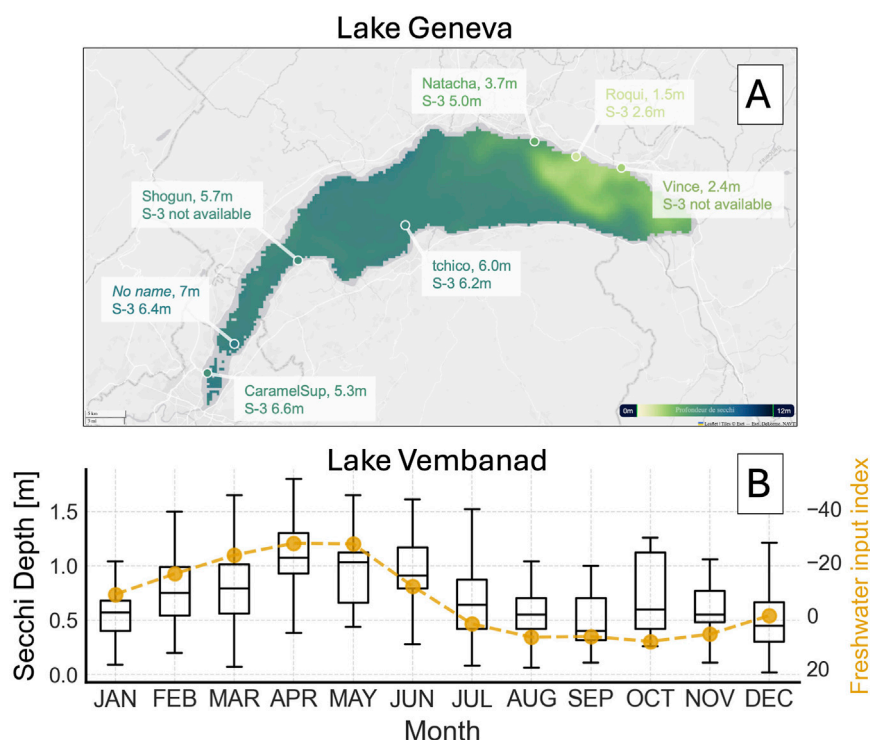 Lake Geneva
A
Natacha, 3.7m
S-3 5.0m
Roqui, 1.5m
S-3 2.6m
Shogun, 5.7m
S-3 not available
Vince, 2.4m
S-3 not available
tchico, 6.0m
S-3 6.2m
No name, 7m
S-3 6.4m
CaramelSup, 5.3m
S-3 6.6m
0m
Profondeur de secchi
12m
Lake Vembanad
B
Secchi Depth [m]
1.5
1.0
0.5
0.0
−40
−20
0
20
Freshwater input index
JAN FEB MAR APR MAY JUN JUL AUG SEP OCT NOV DEC
Month